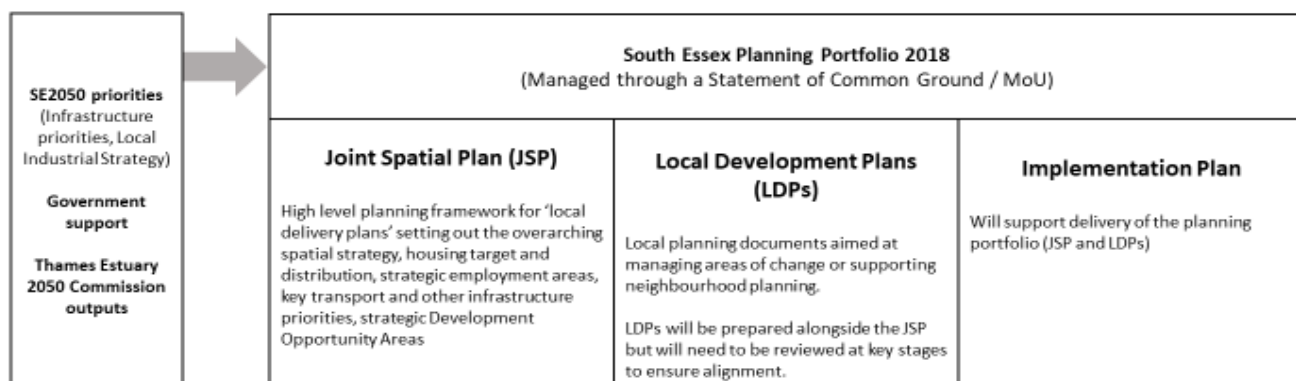 SE2050 priorities
(Infrastructure
priorities, Local
Industrial Strategy)
Government
support
Thames Estuary
2050 Commission
outputs
South Essex Planning Portfolio 2018
(Managed through a Statement of Common Ground / MoU)
Joint Spatial Plan (JSP)
High level planning framework for ‘local
delivery plans’ setting out the overarching
spatial strategy, housing target and
distribution, strategic employment areas,
key transport and other infrastructure
priorities, strategic Development
Opportunity Areas
Local Development Plans
(LDPs)
Local planning documents aimed at
managing areas of change or supporting
neighbourhood planning.
LDPs will be prepared alongside the JSP
but will need to be reviewed at key stages
to ensure alignment.
Implementation Plan
Will support delivery of the planning
portfolio (JSP and LDPs)